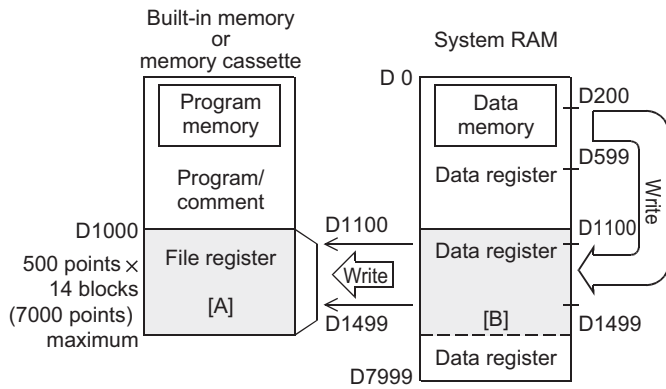 Built-in memory
or
memory cassette
Program
memory
Program/
comment
D1000
500 points ×
14 blocks
(7000 points)
maximum
File register
[A]
D1100
Write
D1499
System RAM
D 0
Data
memory
Data register
Data register
[B]
Data register
D7999
D200
D599
D1100
D1499
Write